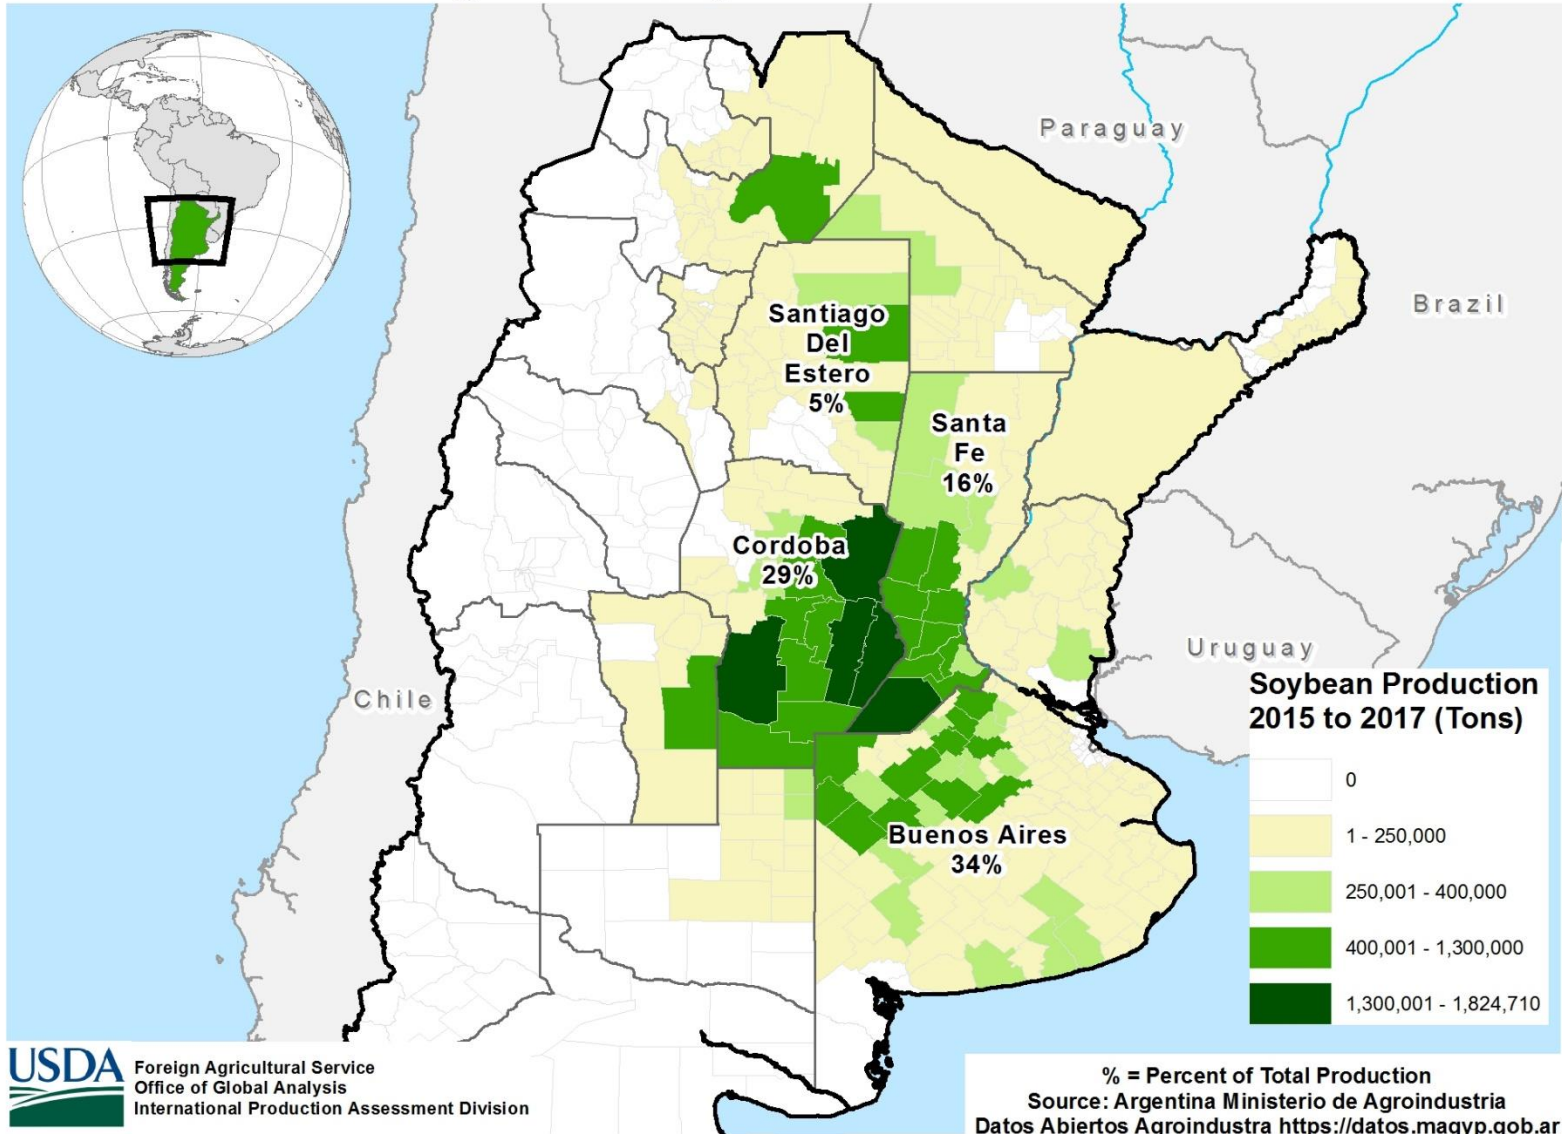 Paraguay
Brazil
Santiago
Del
Estero
5%
Santa
Fe
16%
Cordoba
29%
Uruguay
Chile
Buenos Aires
34%
Soybean Production
2015 to 2017 (Tons)
0
1 - 250,000
250,001 - 400,000
400,001 - 1,300,000
1,300,001 - 1,824,710
USDA
Foreign Agricultural Service
Office of Global Analysis
International Production Assessment Division
% = Percent of Total Production
Source: Argentina Ministerio de Agroindustria
Datos Abiertos Agroindustra https://datos.magyp.gob.ar